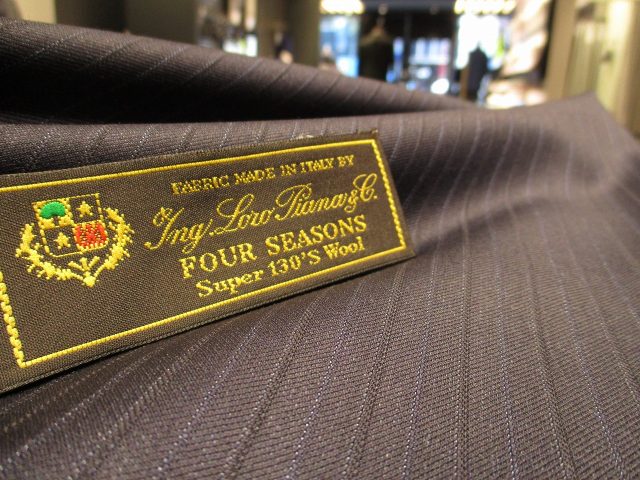 FABRIC MADE IN ITALY BY
Ing. Loro Piana & C.
FOUR SEASONS
Super 130'S Wool